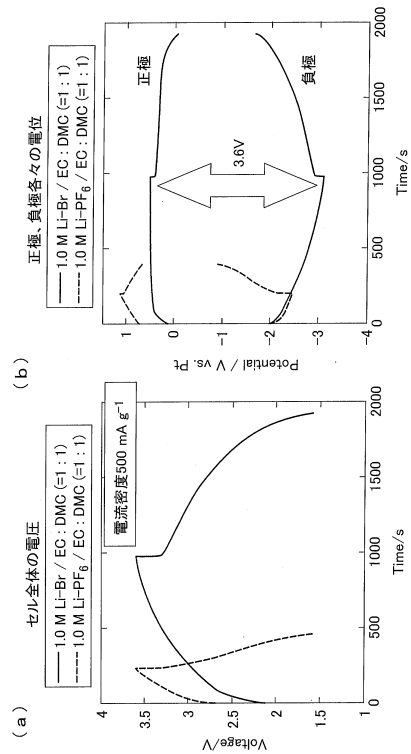 (a)
セル全体の電圧
1.0 M Li-Br / EC : DMC (=1 : 1)
1.0 M Li-PF6 / EC : DMC (=1 : 1)
電流密度500 mA g⁻¹
Voltage/V
4
3.5
3
2.5
2
1.5
1
0
500
1000
1500
2000
Time/s
(b)
正極、負極各々の電位
1.0 M Li-Br / EC : DMC (=1 : 1)
1.0 M Li-PF6 / EC : DMC (=1 : 1)
正極
3.6V
負極
Potential / V vs. Pt
1
0
-1
-2
-3
-4
0
500
1000
1500
2000
Time/s